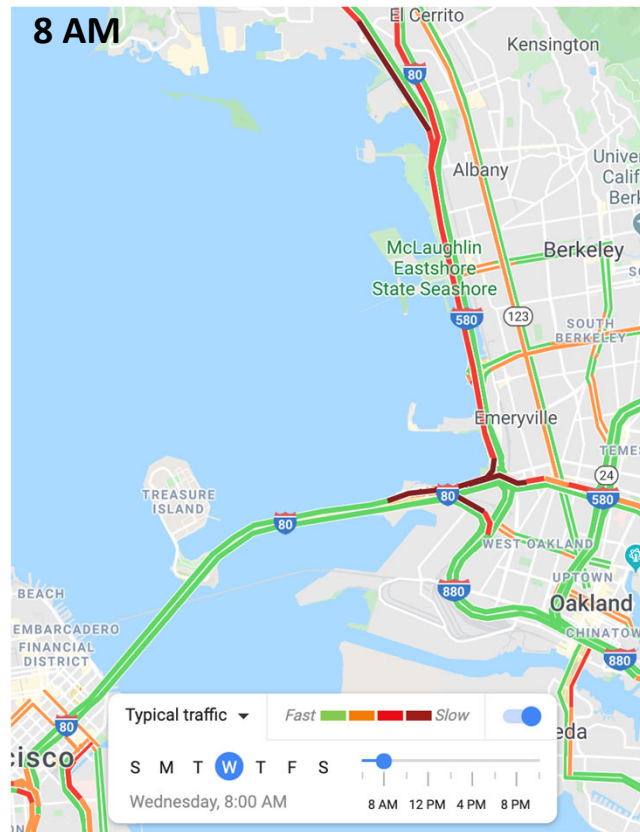 8 AM
El Cerrito
Kensington
80
Albany
Univer
Calif
Berk
McLaughlin
Eastshore
State Seashore
Berkeley
580
123
SOUTH
BERKELEY
Emeryville
TEMES
24
TREASURE
ISLAND
80
580
80
WEST OAKLAND
UPTOWN
880
Oakland
BEACH
EMBARCADERO
FINANCIAL
DISTRICT
CHINATOW
880
80
cisco
eda
Typical traffic
Fast
Slow
S M T W T F S
Wednesday, 8:00 AM
8 AM 12 PM 4 PM 8 PM